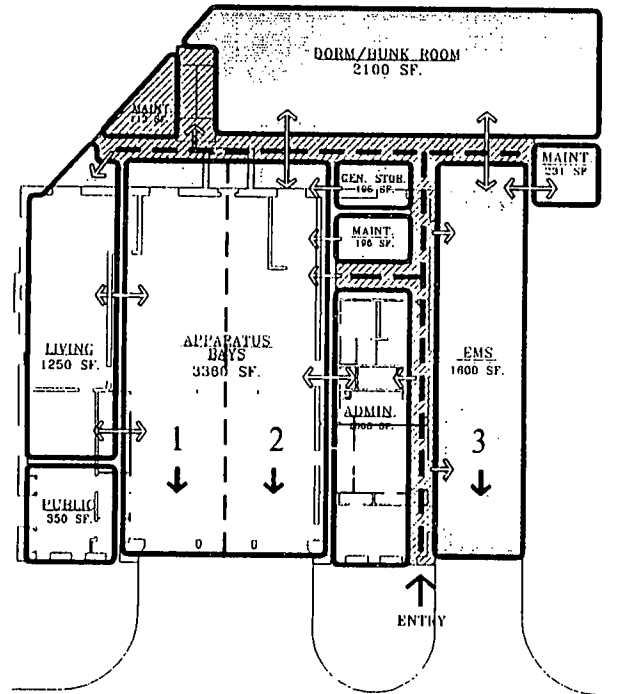 DORM/BUNK ROOM
2100 SF.
MAINT.
MAINT.
231 SF
GEN. STOR.
196 SF.
MAINT.
196 SF.
LIVING
1250 SF.
APPARATUS
BAYS
3360 SF.
EMS
1600 SF.
ADMIN.
1
2
3
PUBLIC
350 SF.
ENTRY